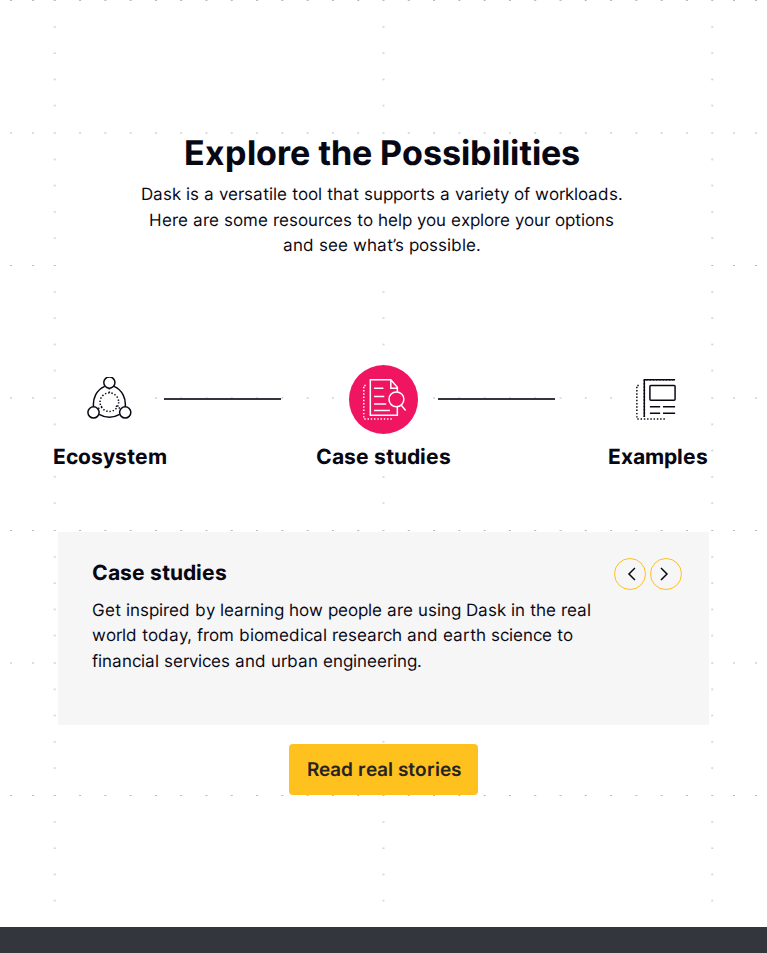 Explore the Possibilities
Dask is a versatile tool that supports a variety of workloads.
Here are some resources to help you explore your options
and see what’s possible.
Ecosystem
Case studies
Examples
Case studies
Get inspired by learning how people are using Dask in the real
world today, from biomedical research and earth science to
financial services and urban engineering.
Read real stories